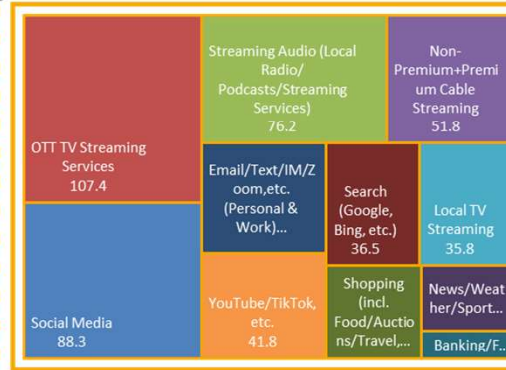 OTT TV Streaming
Services
107.4
Social Media
88.3
Streaming Audio (Local
Radio/
Podcasts/Streaming
Services)
76.2
Non-
Premium+Premi
um Cable
Streaming
51.8
Email/Text/IM/Z
oom,etc.
(Personal &
Work)...
Search
(Google,
Bing, etc.)
36.5
Local TV
Streaming
35.8
YouTube/TikTok,
etc.
41.8
Shopping
(incl.
Food/Auctio
ns/Travel,...
News/Weat
her/Sport...
Banking/F...